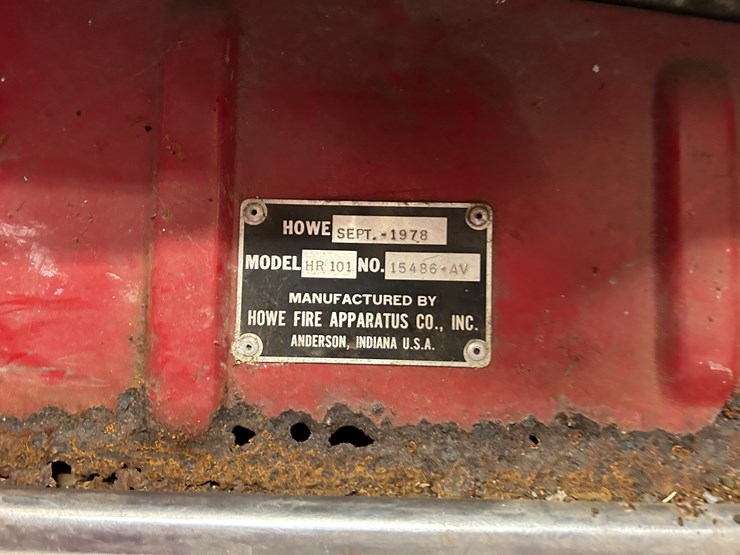 HOWE SEPT.-1978
MODEL HR 101 NO. 15486-AV
MANUFACTURED BY
HOWE FIRE APPARATUS CO., INC.
ANDERSON, INDIANA U.S.A.